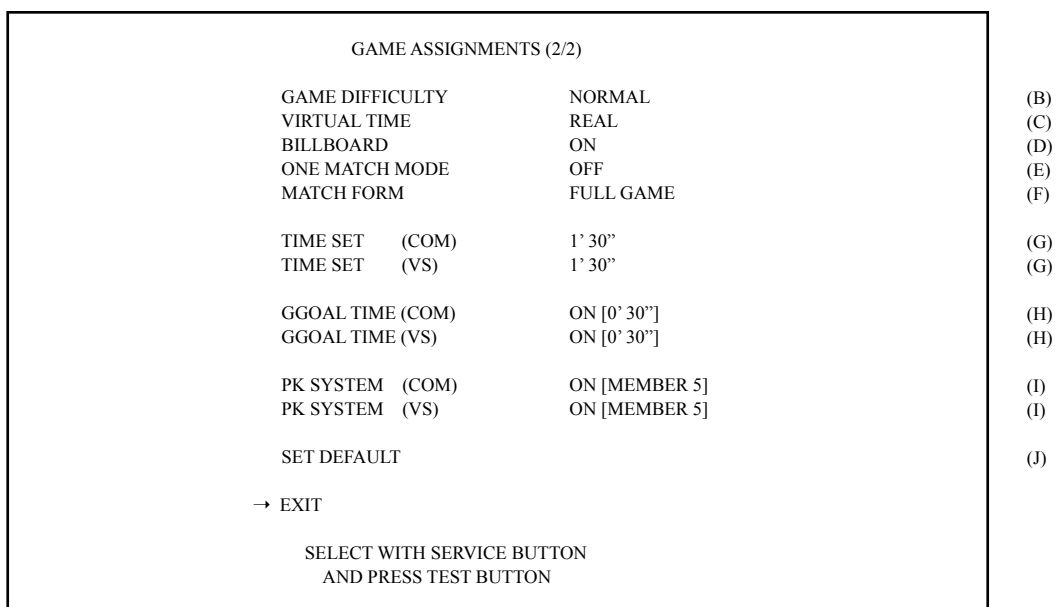 GAME ASSIGNMENTS (2/2)
GAME DIFFICULTY NORMAL (B)
VIRTUAL TIME REAL (C)
BILLBOARD ON (D)
ONE MATCH MODE OFF (E)
MATCH FORM FULL GAME (F)
TIME SET (COM) 1’ 30” (G)
TIME SET (VS) 1’ 30” (G)
GGOAL TIME (COM) ON [0’ 30”] (H)
GGOAL TIME (VS) ON [0’ 30”] (H)
PK SYSTEM (COM) ON [MEMBER 5] (I)
PK SYSTEM (VS) ON [MEMBER 5] (I)
SET DEFAULT (J)
→ EXIT
SELECT WITH SERVICE BUTTON
AND PRESS TEST BUTTON